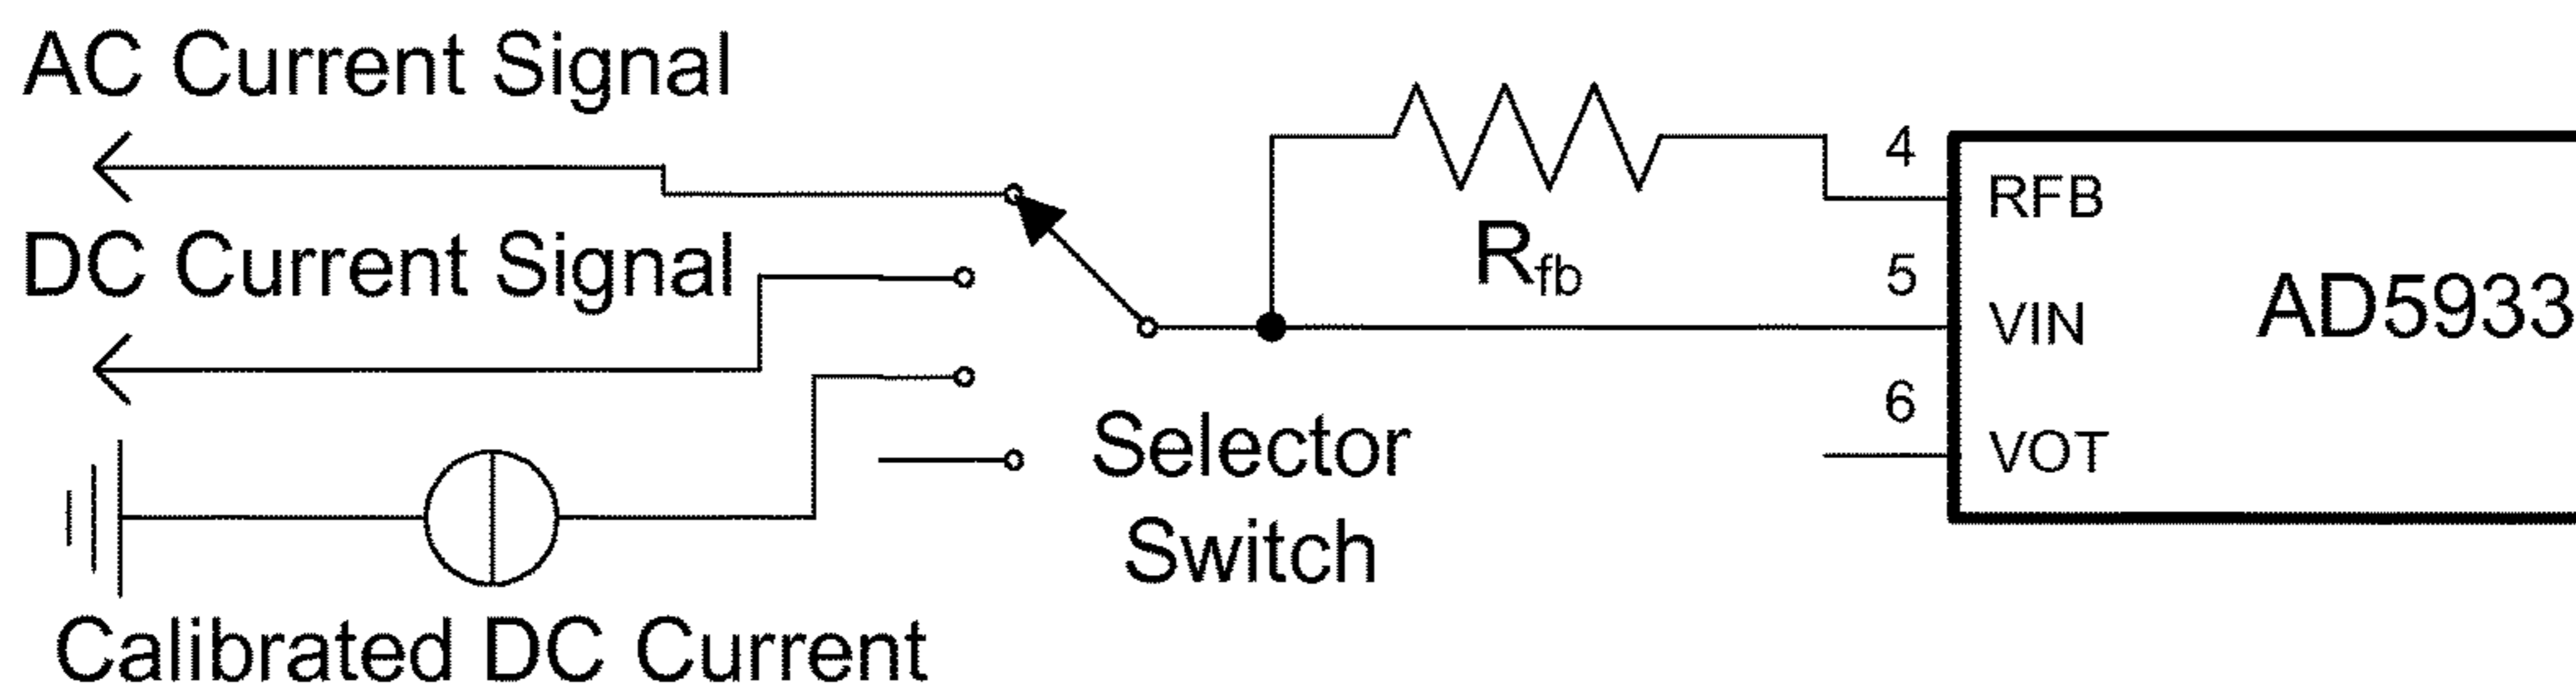 AC Current Signal
DC Current Signal
Calibrated DC Current
Selector
Switch
Rfb
4
RFB
5
VIN
6
VOT
AD5933